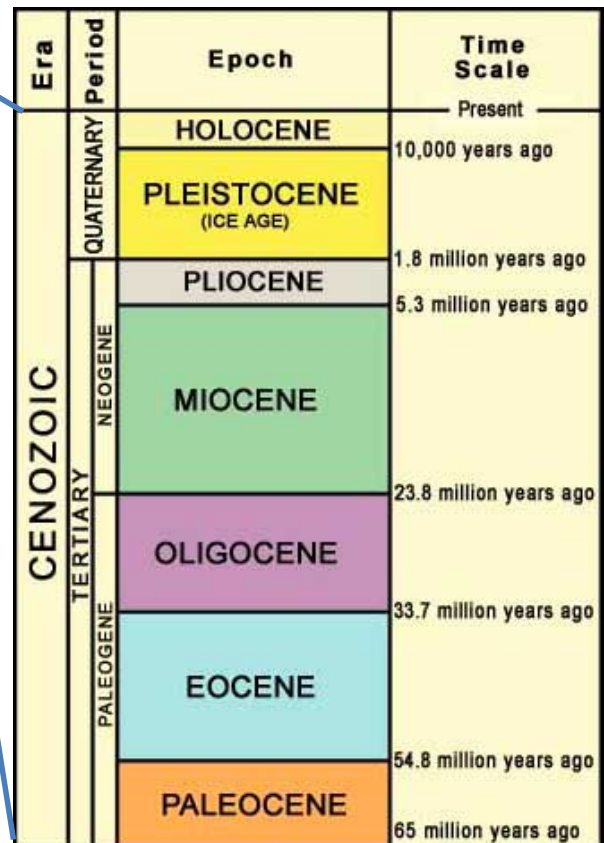 Era
Period
Epoch
Time
Scale
Present
CENOZOIC
QUATERNARY
HOLOCENE
10,000 years ago
PLEISTOCENE
(ICE AGE)
1.8 million years ago
TERTIARY
NEOGENE
PLIOCENE
5.3 million years ago
MIOCENE
23.8 million years ago
PALEOGENE
OLIGOCENE
33.7 million years ago
EOCENE
54.8 million years ago
PALEOCENE
65 million years ago